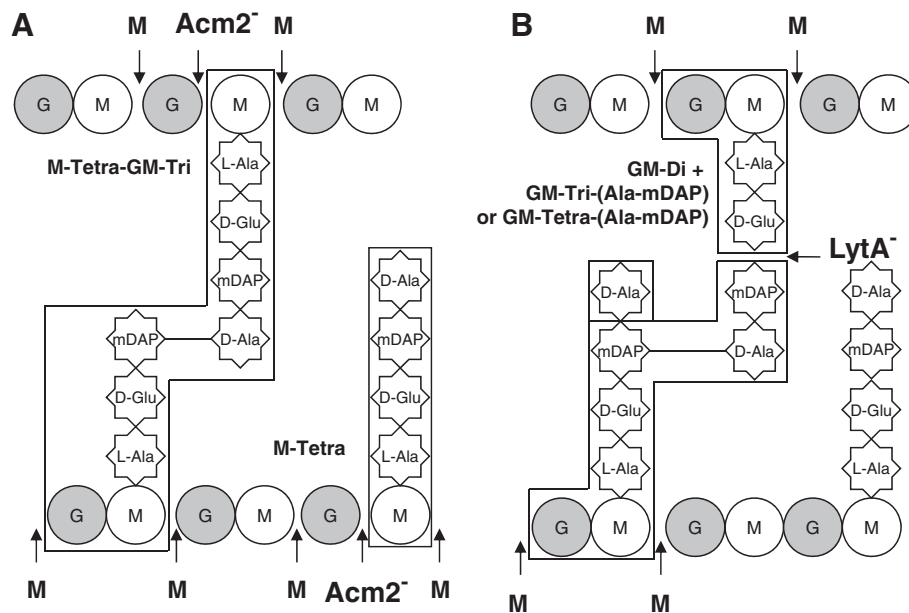 A
M Acm2⁻ M
G M G M G M
M-Tetra-GM-Tri
L-Ala
D-Glu
mDAP
mDAP D-Ala
D-Glu
L-Ala
M-Tetra
D-Ala
mDAP
D-Glu
L-Ala
G M G M G M
M M M Acm2⁻ M
B
M M
G M G M G M
GM-Di +
GM-Tri-(Ala-mDAP)
or GM-Tetra-(Ala-mDAP)
L-Ala
D-Glu
LytA⁻
D-Ala mDAP D-Ala
mDAP D-Ala mDAP
D-Glu D-Glu
L-Ala L-Ala
G M G M G M
M M